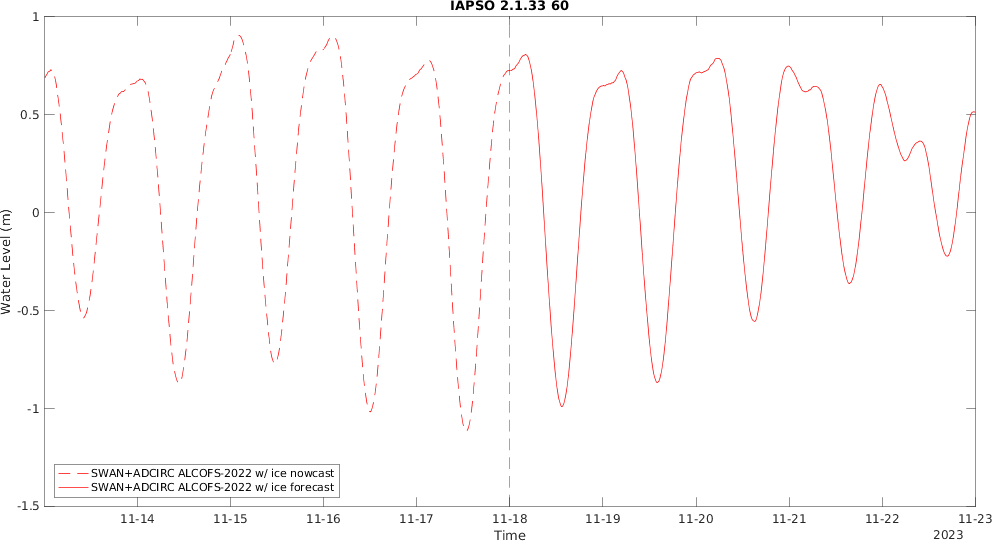 IAPSO 2.1.33 60
Water Level (m)
1
0.5
0
-0.5
-1
-1.5
SWAN+ADCIRC ALCOFS-2022 w/ ice nowcast
SWAN+ADCIRC ALCOFS-2022 w/ ice forecast
11-14 11-15 11-16 11-17 11-18 11-19 11-20 11-21 11-22 11-23
Time
2023